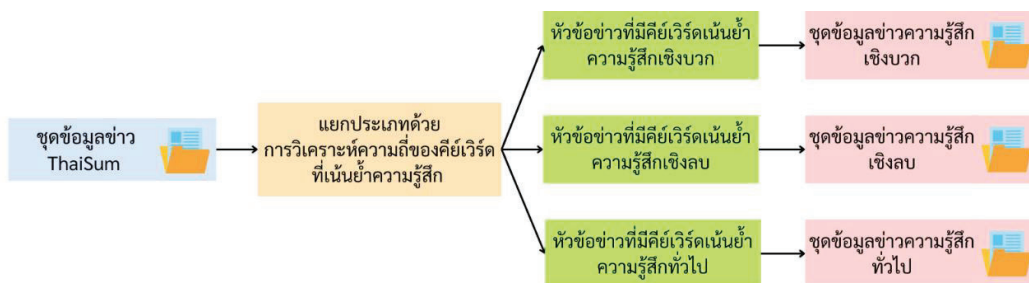 ชุดข้อมูลข่าว
ThaiSum
แยกประเภทด้วย
การวิเคราะห์ความถี่ของคีย์เวิร์ด
ที่เน้นย้ำความรู้สึก
หัวข้อข่าวที่มีคีย์เวิร์ดเน้นย้ำ
ความรู้สึกเชิงบวก
ชุดข้อมูลข่าวความรู้สึก
เชิงบวก
หัวข้อข่าวที่มีคีย์เวิร์ดเน้นย้ำ
ความรู้สึกเชิงลบ
ชุดข้อมูลข่าวความรู้สึก
เชิงลบ
หัวข้อข่าวที่มีคีย์เวิร์ดเน้นย้ำ
ความรู้สึกทั่วไป
ชุดข้อมูลข่าวความรู้สึก
ทั่วไป